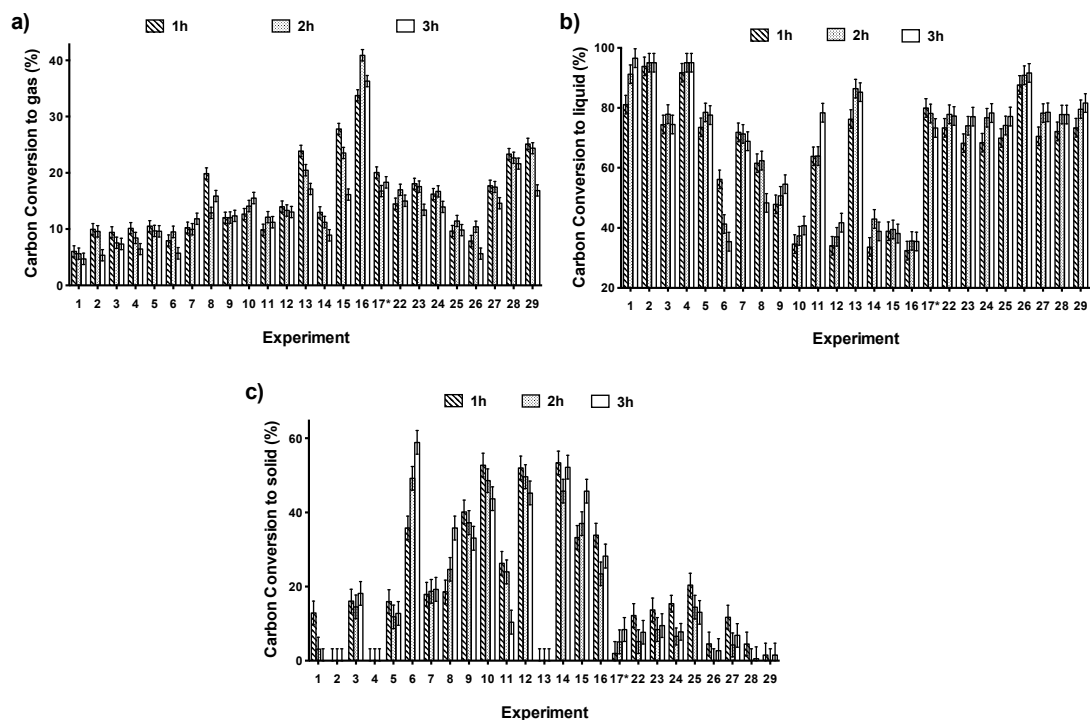 a)
1h 2h 3h
Carbon Conversion to gas (%)
40
30
20
10
0
1 2 3 4 5 6 7 8 9 10 11 12 13 14 15 16 17* 22 23 24 25 26 27 28 29
Experiment
b)
1h 2h 3h
Carbon Conversion to liquid (%)
100
80
60
40
20
1 2 3 4 5 6 7 8 9 10 11 12 13 14 15 16 17* 22 23 24 25 26 27 28 29
Experiment
c)
1h 2h 3h
Carbon Conversion to solid (%)
60
40
20
0
1 2 3 4 5 6 7 8 9 10 11 12 13 14 15 16 17* 22 23 24 25 26 27 28 29
Experiment